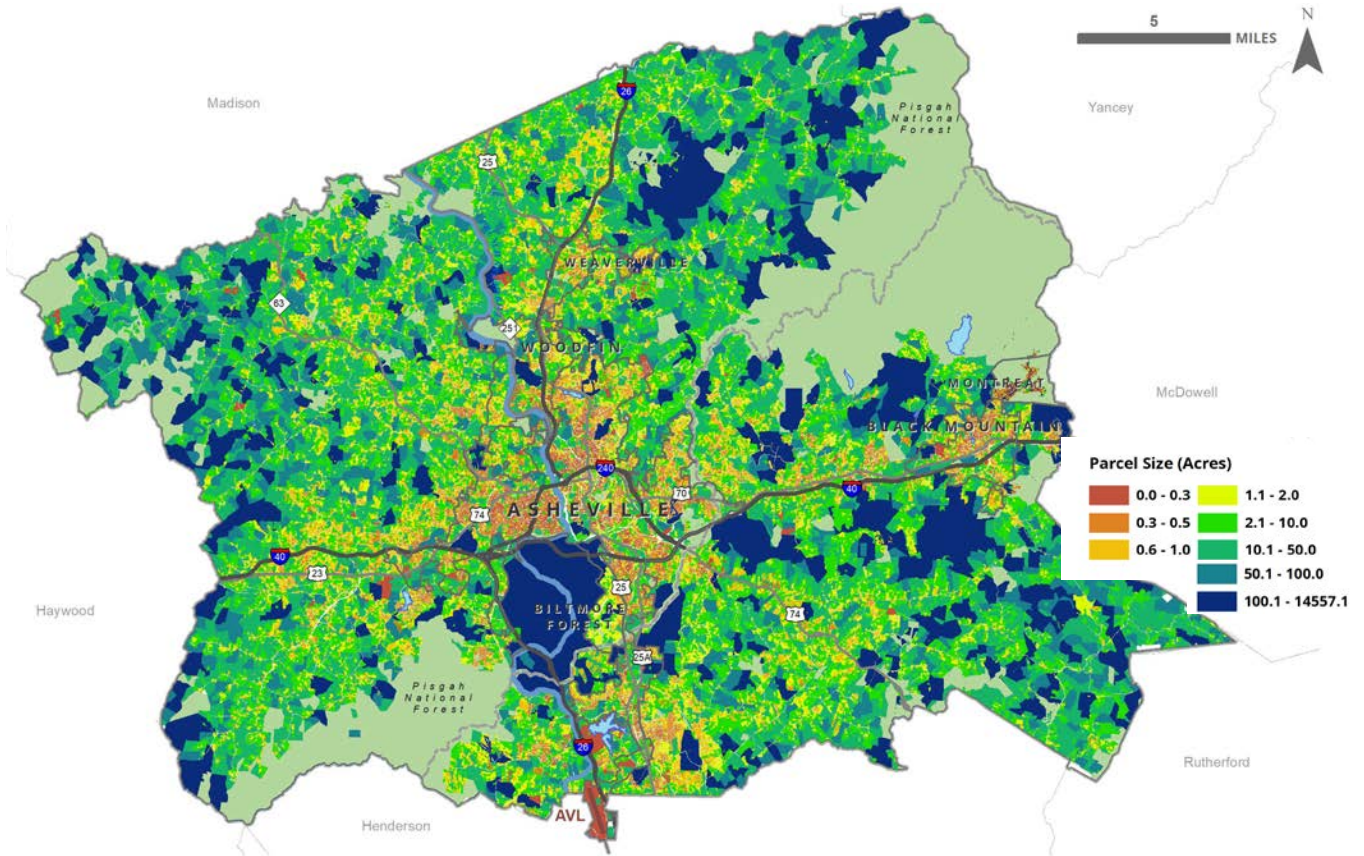 5
MILES
N
Madison
26
Yancey
Pisgah
National
Forest
25
WEAVERVILLE
63
251
WOODFIN
MONTREAT
McDowell
BLACK MOUNTAIN
240
40
70
74
ASHEVILLE
Parcel Size (Acres)
0.0 - 0.3
1.1 - 2.0
0.3 - 0.5
2.1 - 10.0
0.6 - 1.0
10.1 - 50.0
50.1 - 100.0
100.1 - 14557.1
40
23
25
Haywood
BILTMORE
FOREST
74
25A
Pisgah
National
Forest
26
Rutherford
AVL
Henderson